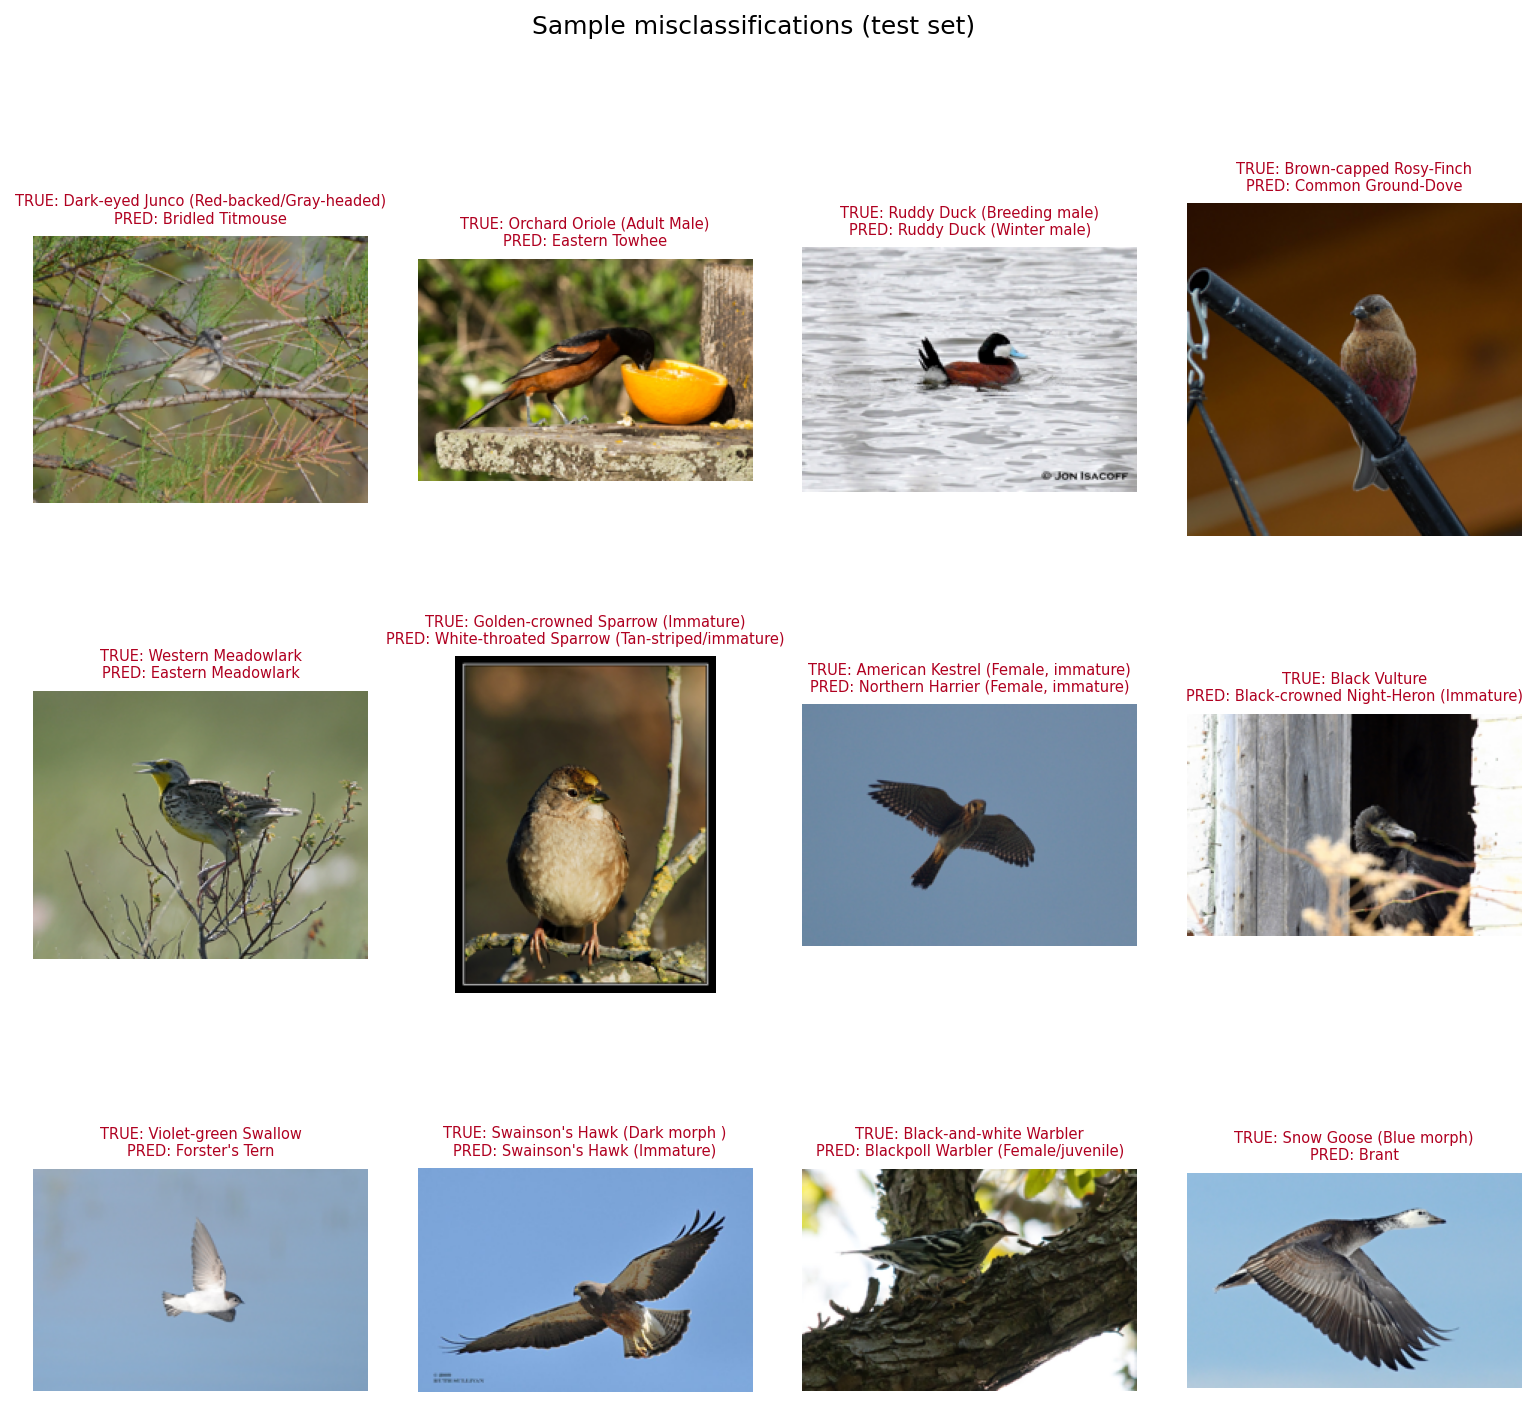 Sample misclassifications (test set)
TRUE: Dark-eyed Junco (Red-backed/Gray-headed)
PRED: Bridled Titmouse
TRUE: Orchard Oriole (Adult Male)
PRED: Eastern Towhee
TRUE: Ruddy Duck (Breeding male)
PRED: Ruddy Duck (Winter male)
© JON ISACOFF
TRUE: Brown-capped Rosy-Finch
PRED: Common Ground-Dove
TRUE: Western Meadowlark
PRED: Eastern Meadowlark
TRUE: Golden-crowned Sparrow (Immature)
PRED: White-throated Sparrow (Tan-striped/immature)
TRUE: American Kestrel (Female, immature)
PRED: Northern Harrier (Female, immature)
TRUE: Black Vulture
PRED: Black-crowned Night-Heron (Immature)
TRUE: Violet-green Swallow
PRED: Forster's Tern
TRUE: Swainson's Hawk (Dark morph )
PRED: Swainson's Hawk (Immature)
RUTH SULLIVAN
TRUE: Black-and-white Warbler
PRED: Blackpoll Warbler (Female/juvenile)
TRUE: Snow Goose (Blue morph)
PRED: Brant